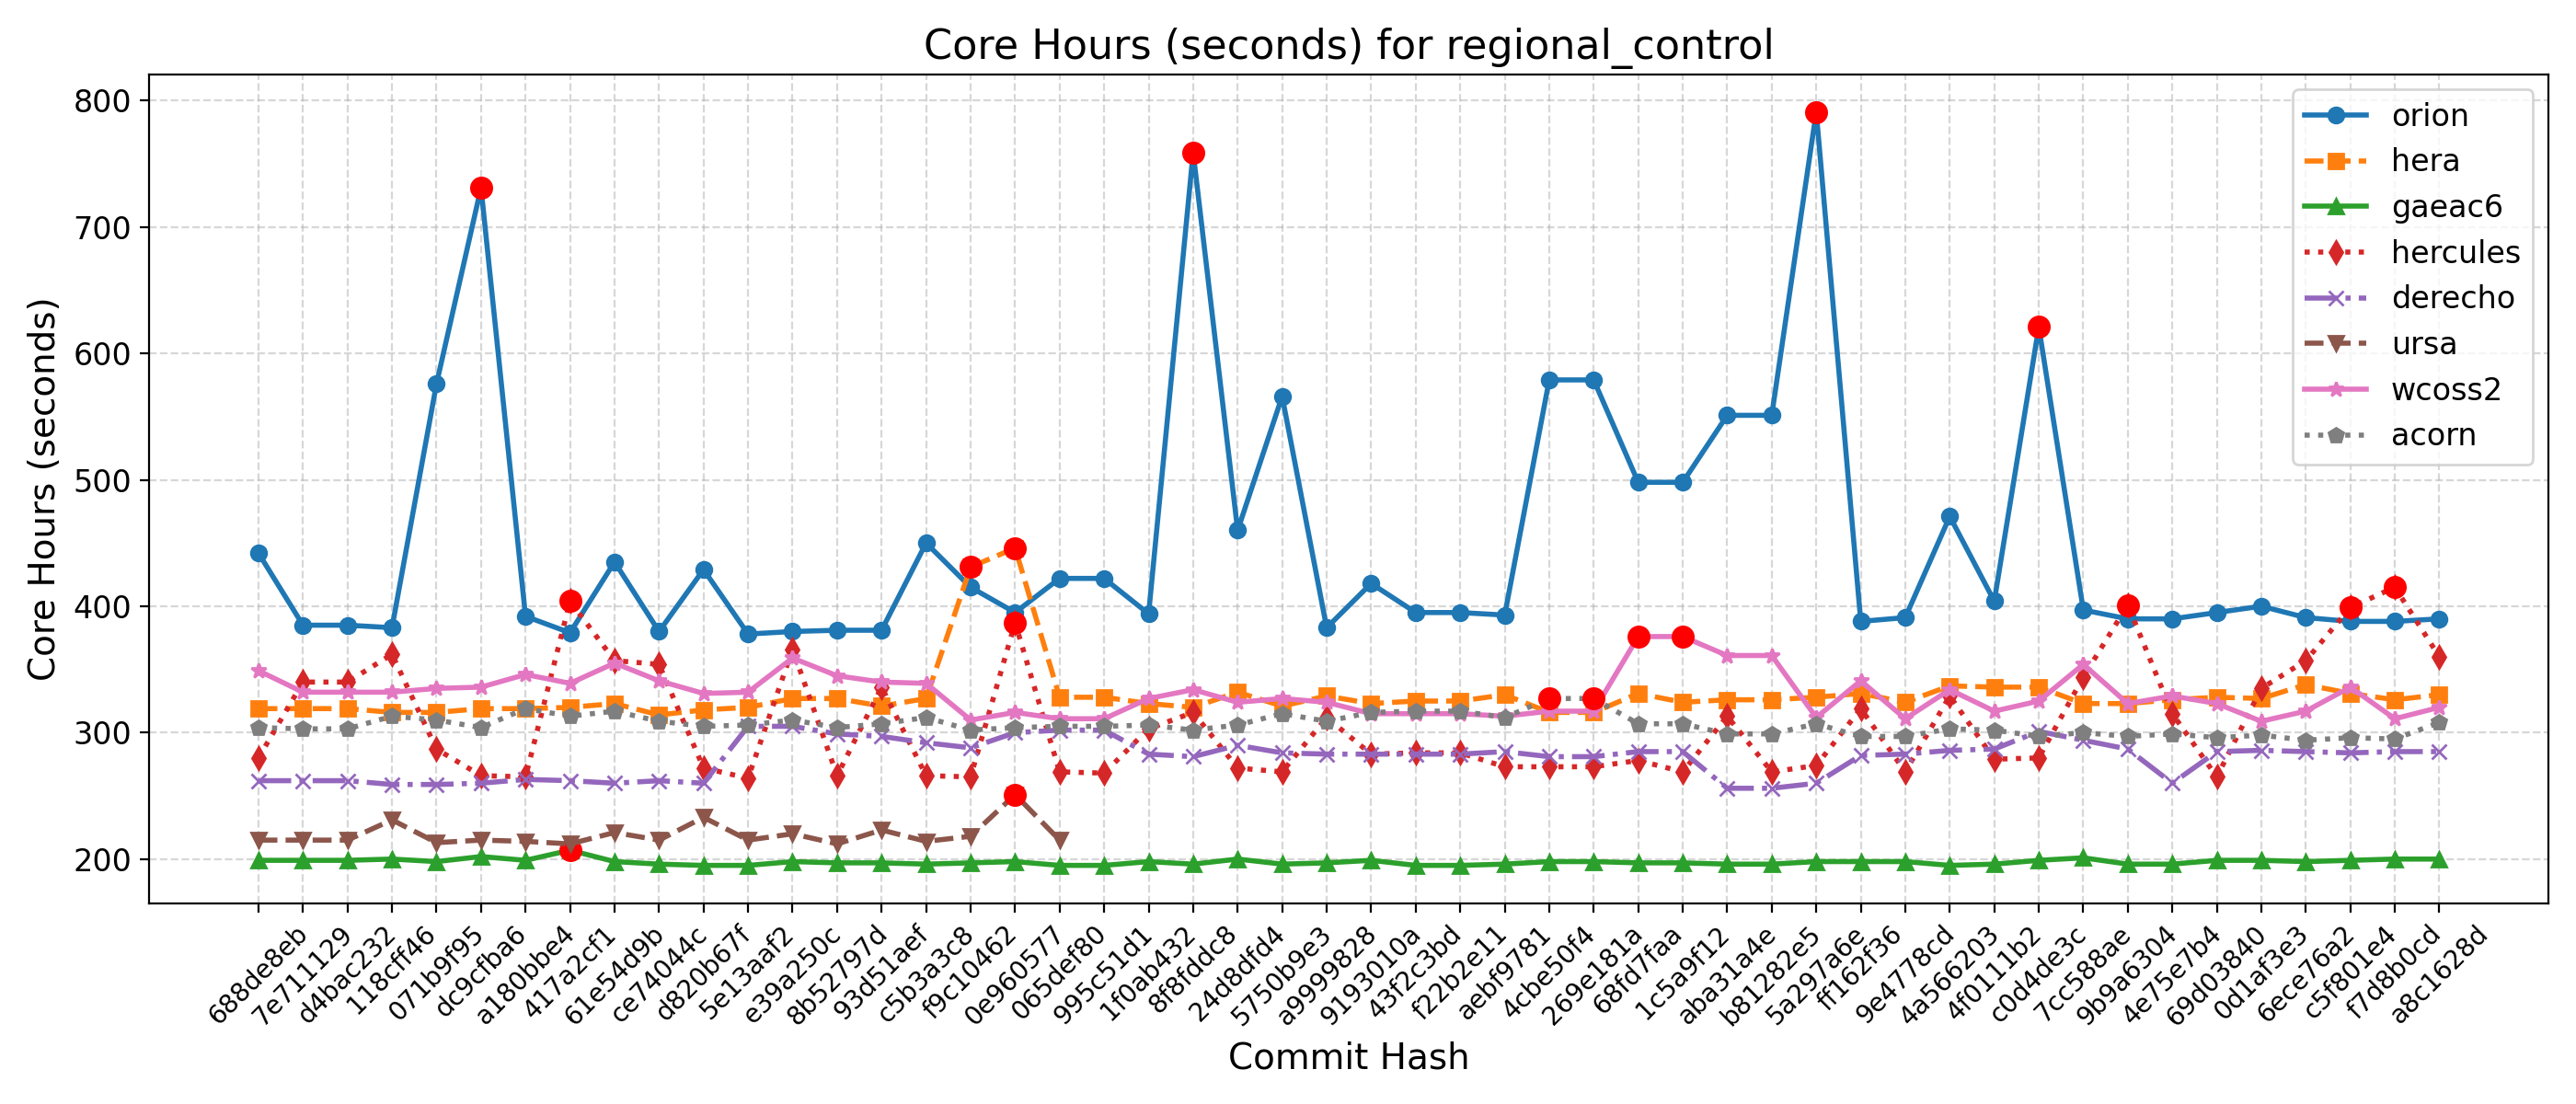 Core Hours (seconds) for regional_control
Core Hours (seconds)
800
700
600
500
400
300
200
orion
hera
gaeac6
hercules
derecho
ursa
wcoss2
acorn
688de8eb
7e711129
d4bac232
118cff46
071b9f95
dc9cfba6
a180bbe4
417a2cf1
61e54d9b
ce74044c
d820b67f
5e13aaf2
e39a250c
8b52797d
93d51aef
c5b3a3c8
f9c10462
0e960577
065def80
995c51d1
1f0ab432
8f8fddc8
24d8dfd4
5750b9e3
a9999828
9193010a
43f2c3bd
f22b2e11
aebf9781
4cbe50f4
269e181a
68fd7faa
1c5a9f12
aba31a4e
b81282e5
5a297a6e
ff162f36
9e4778cd
4a566203
4f0111b2
c0d4de3c
7cc588ae
9b9a6304
4e75e7b4
69d03840
0d1af3e3
6ece76a2
c5f801e4
f7d8b0cd
a8c1628d
Commit Hash